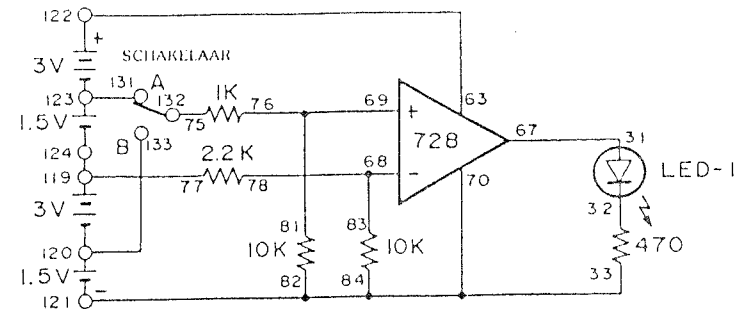 122
+
3V
SCHAKELAAR
131 A
132
1K
123
75
76
69
+
63
1.5V
B
133
728
67
31
124
2.2K
68
-
70
LED-1
119
77
78
32
3V
81
83
470
120
10K
10K
1.5V
82
84
33
121
-